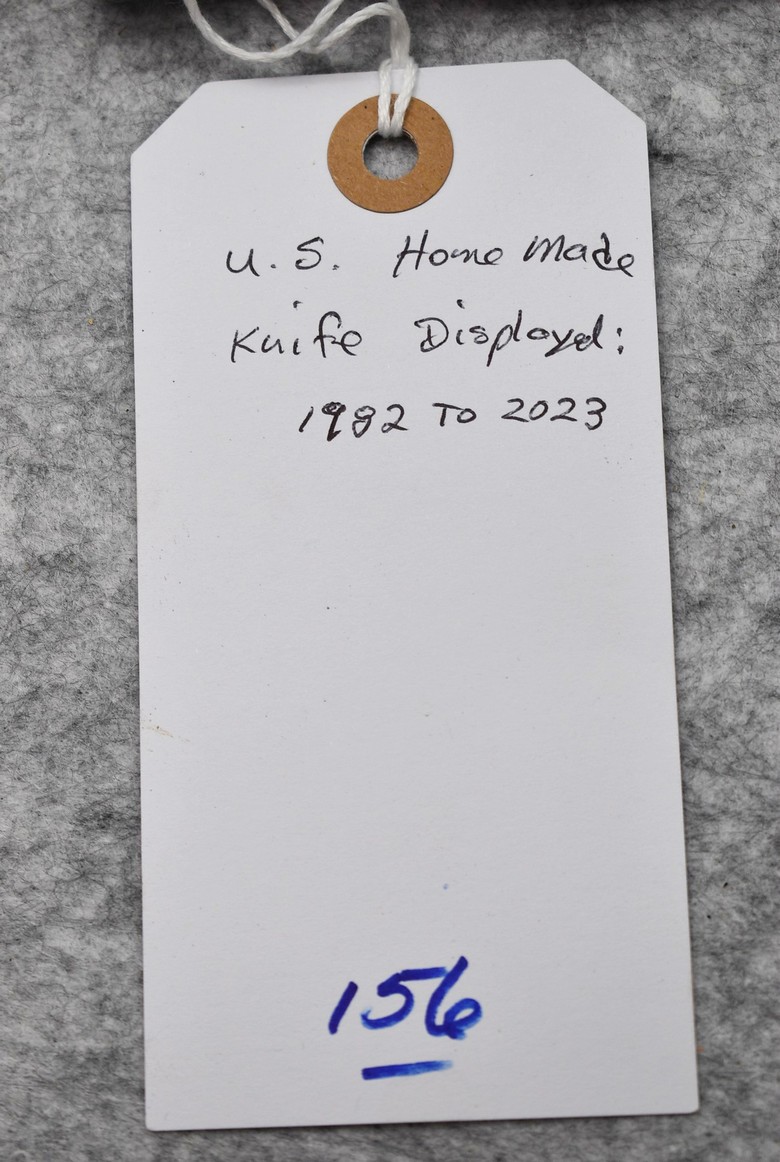 U.S. Home Made
Knife Displayed:
1982 To 2023
156